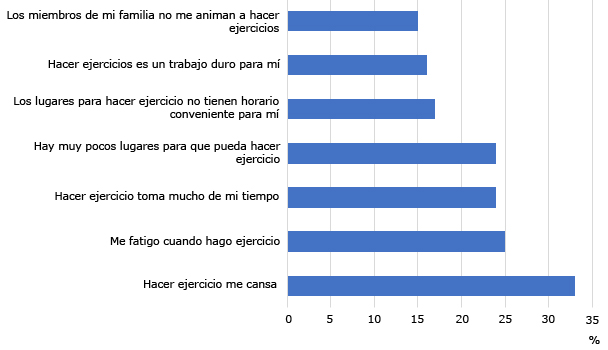 Los miembros de mi familia no me animan a hacer
ejercicios
Hacer ejercicios es un trabajo duro para mí
Los lugares para hacer ejercicio no tienen horario
conveniente para mí
Hay muy pocos lugares para que pueda hacer
ejercicio
Hacer ejercicio toma mucho de mi tiempo
Me fatigo cuando hago ejercicio
Hacer ejercicio me cansa
0 5 10 15 20 25 30 35
%